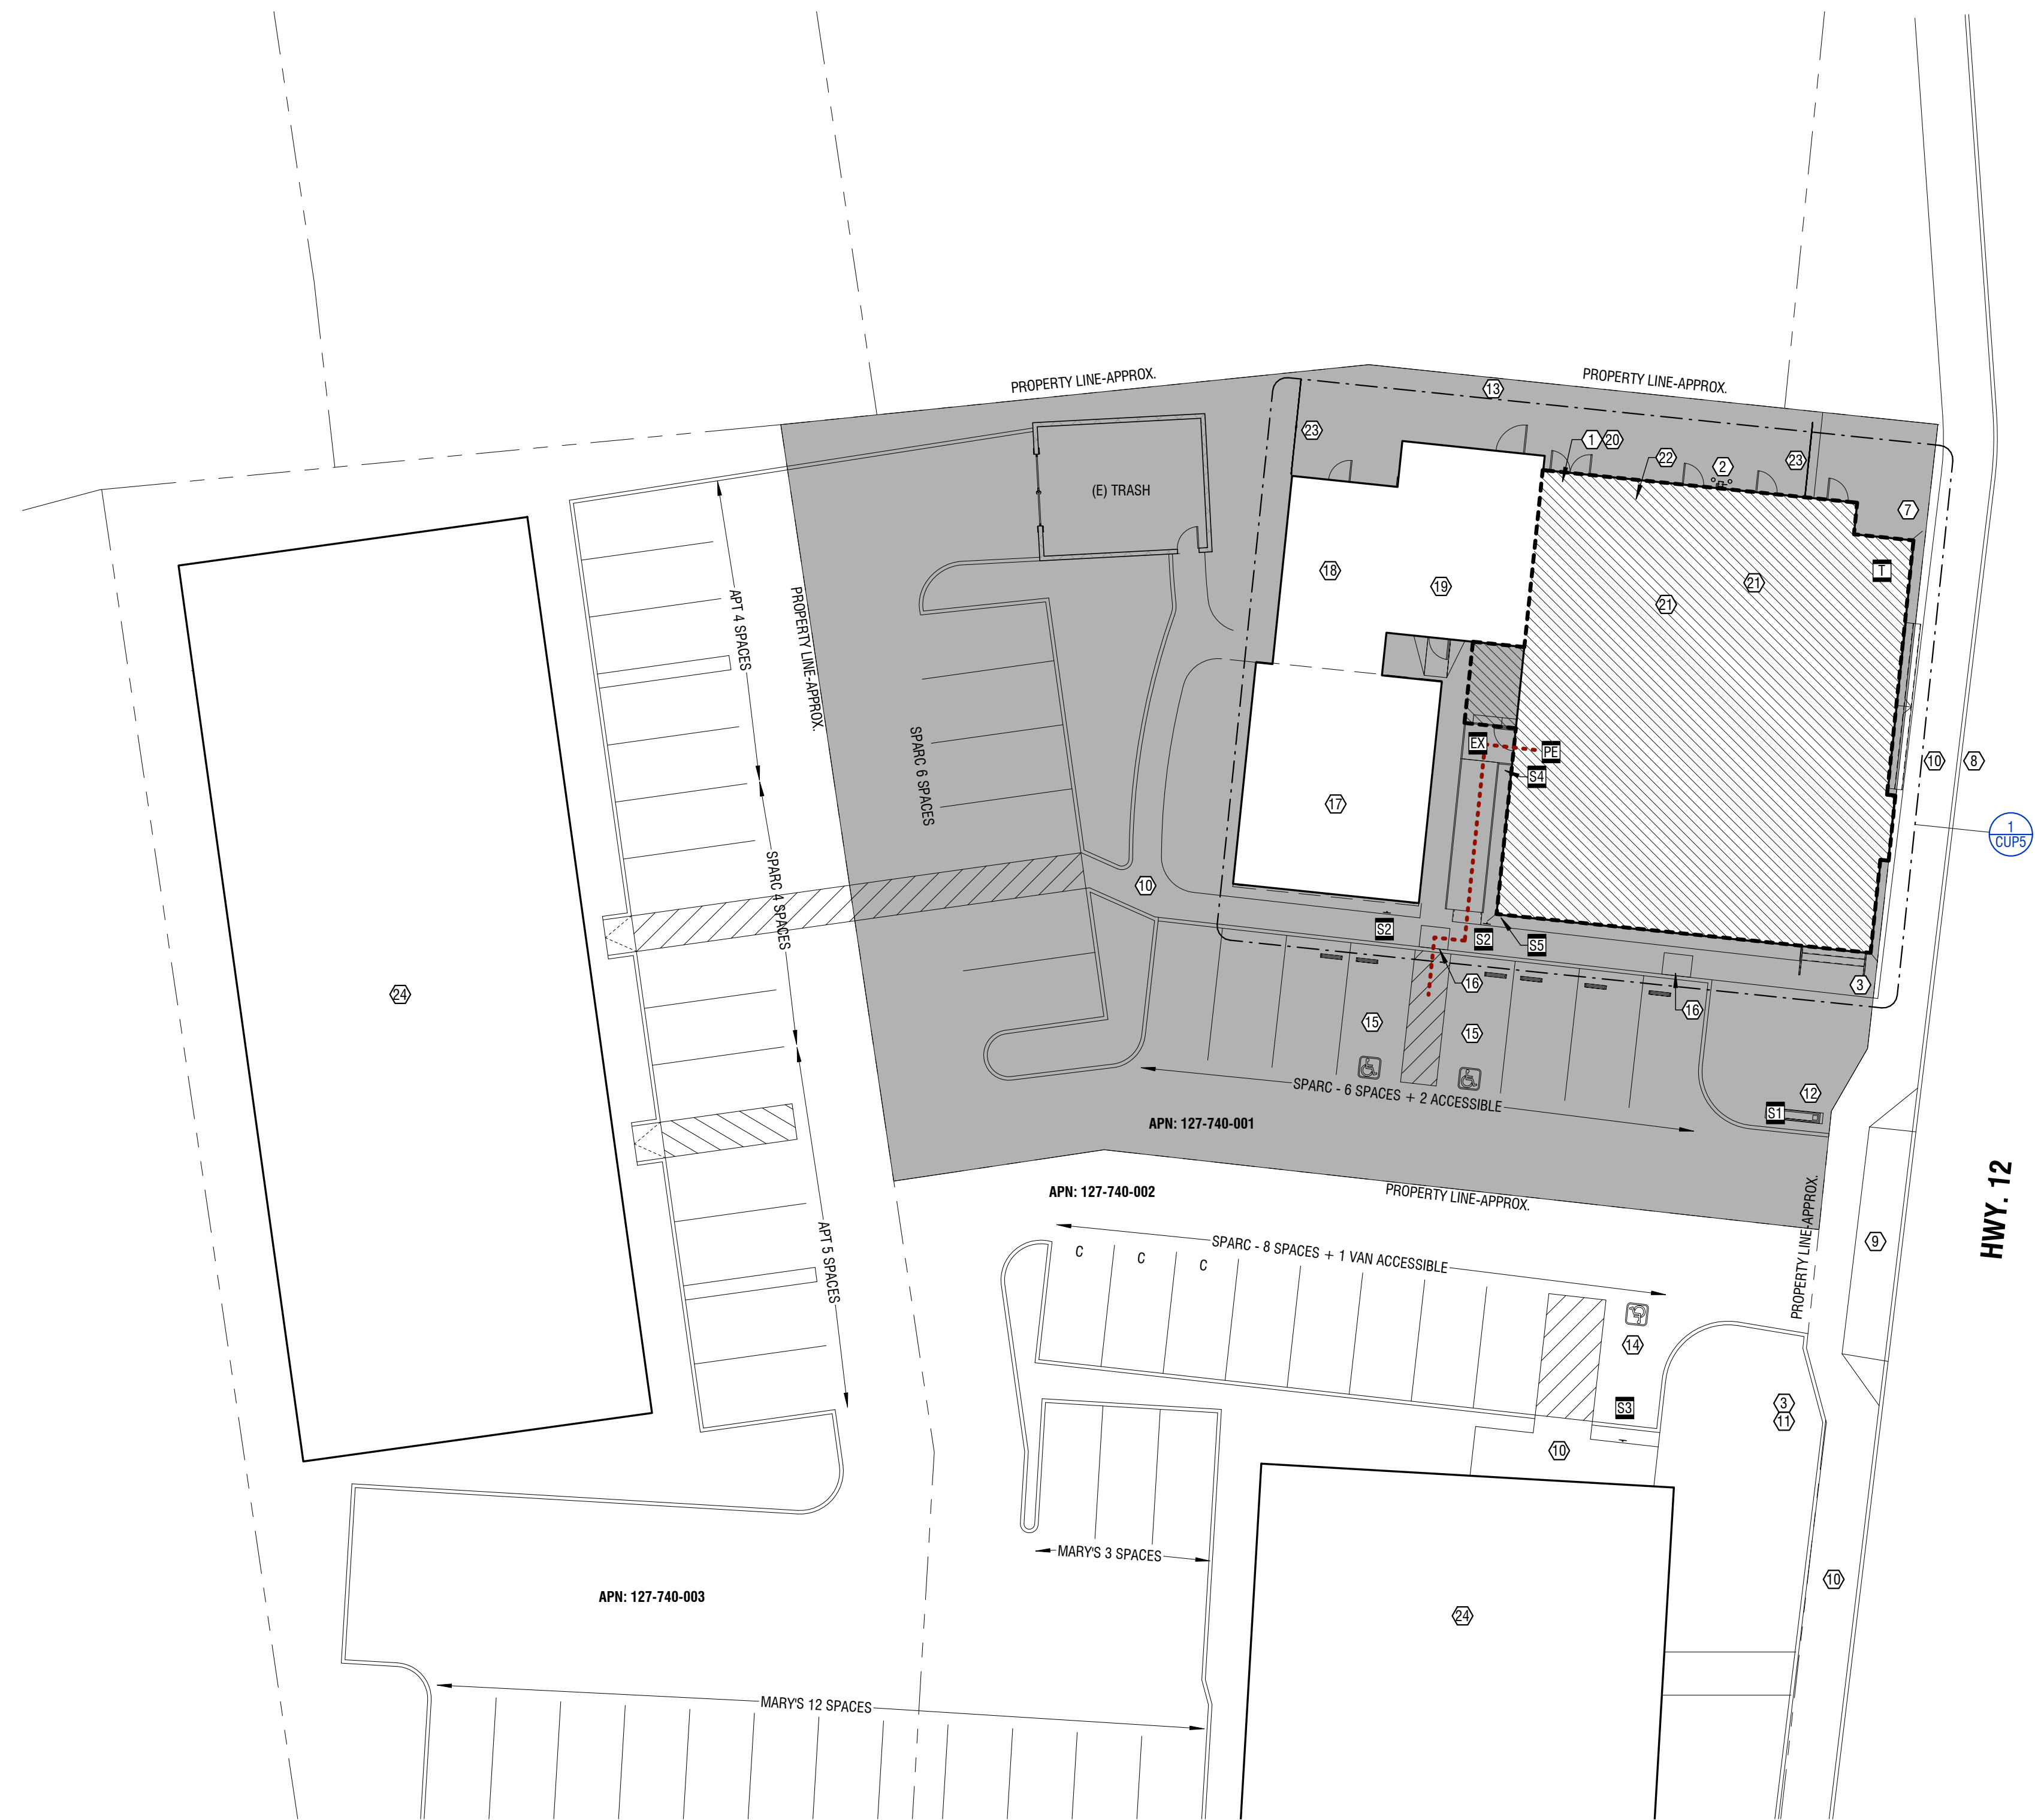 PROPERTY LINE-APPROX.
PROPERTY LINE-APPROX.
13
23
1
20
22
2
23
7
(E) TRASH
18
19
21
21
T
APT 4 SPACES
PROPERTY LINE-APPROX.
SPARC 6 SPACES
EX
PE
S4
10
8
17
1
CUP5
SPARC 4 SPACES
10
S2
S2
S5
16
3
16
24
15
15
SPARC - 6 SPACES + 2 ACCESSIBLE
12
S1
APN: 127-740-001
APN: 127-740-002
PROPERTY LINE-APPROX.
PROPERTY LINE-APPROX.
HWY. 12
9
APT 5 SPACES
SPARC - 8 SPACES + 1 VAN ACCESSIBLE
C
C
C
14
S3
3
11
10
MARY'S 3 SPACES
10
APN: 127-740-003
24
MARY'S 12 SPACES